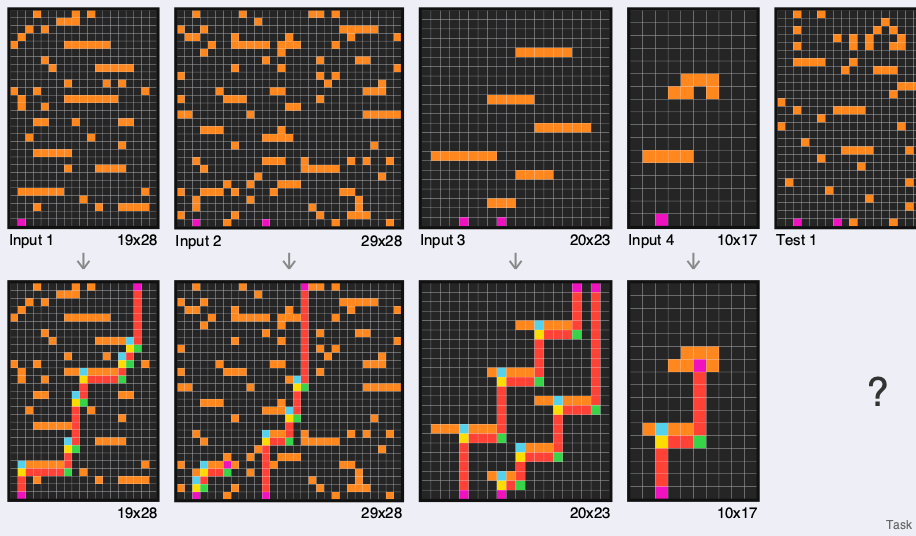 Input 1 19x28
Input 2 29x28
Input 3 20x23
Input 4 10x17
Test 1
?
19x28
29x28
20x23
10x17
Task